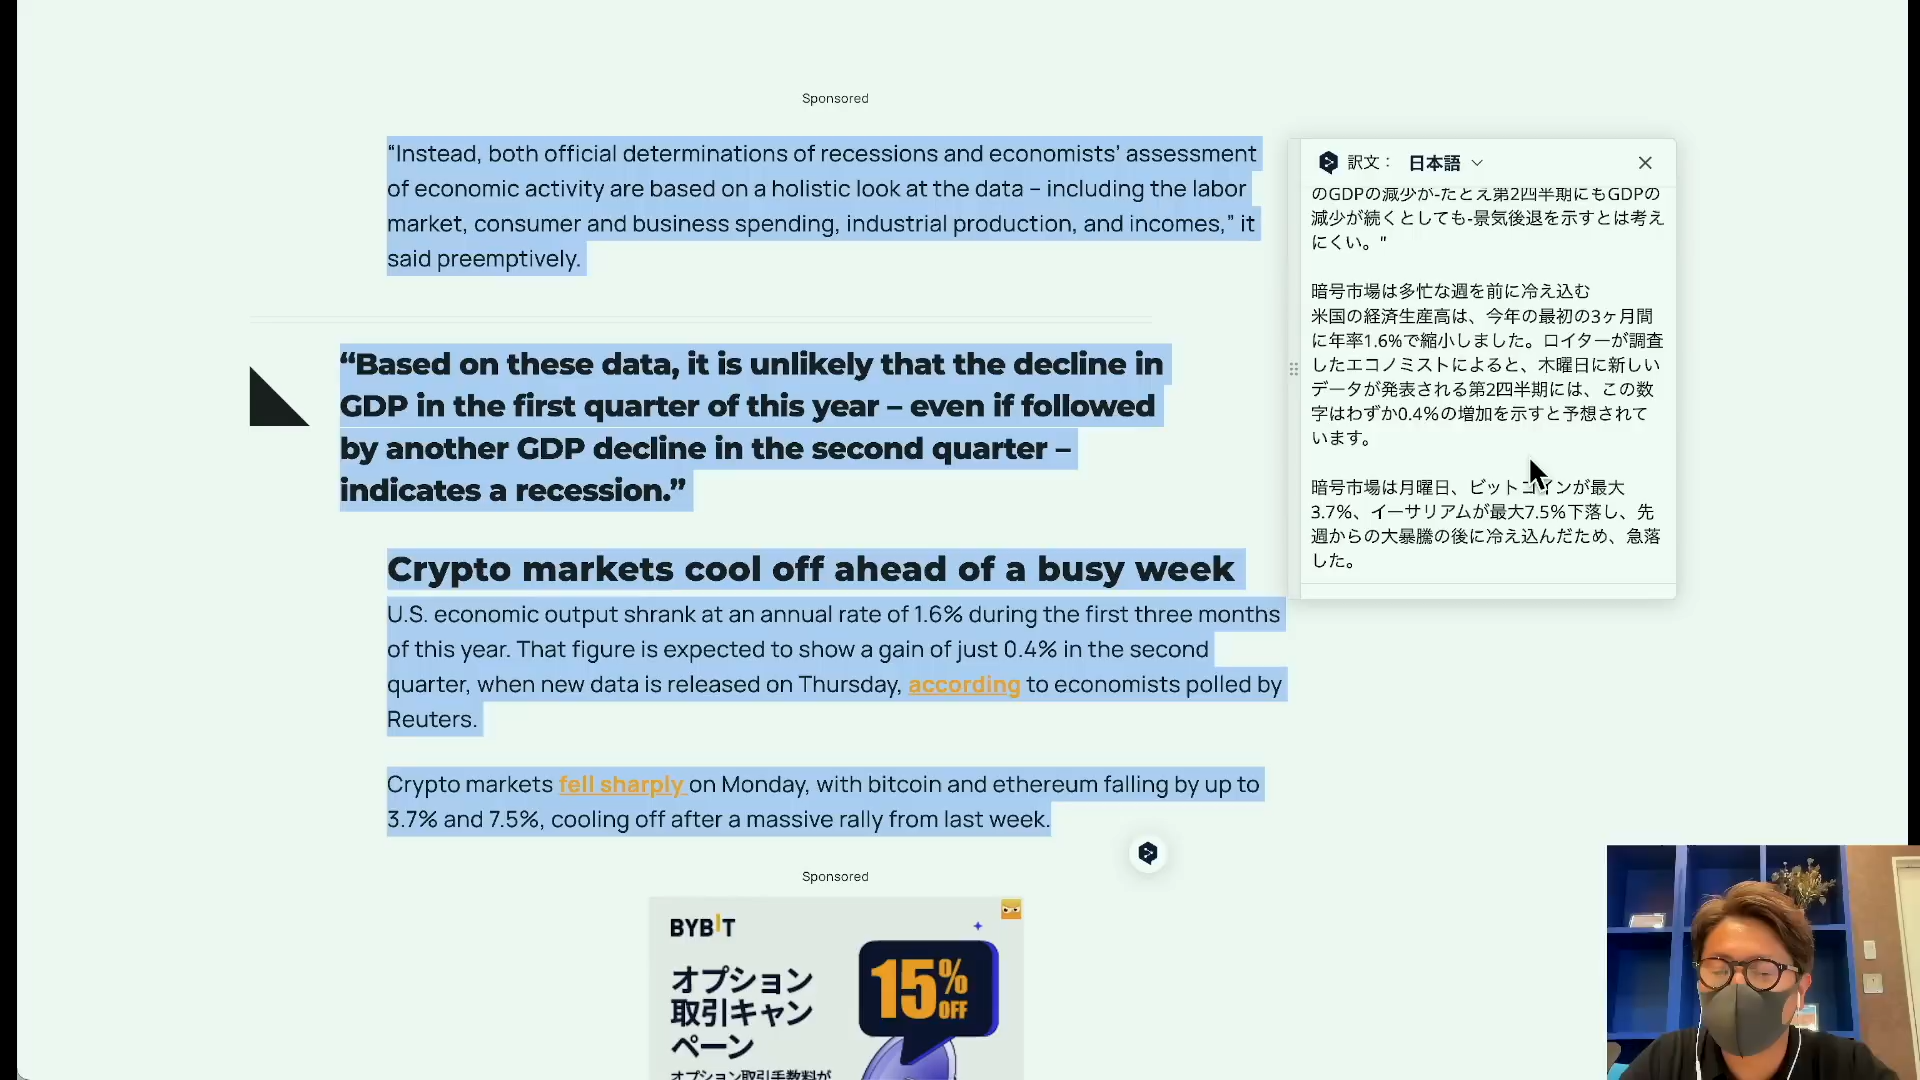 Sponsored
“Instead, both official determinations of recessions and economists’ assessment
of economic activity are based on a holistic look at the data – including the labor
market, consumer and business spending, industrial production, and incomes,” it
said preemptively.
“Based on these data, it is unlikely that the decline in
GDP in the first quarter of this year – even if followed
by another GDP decline in the second quarter –
indicates a recession.”
Crypto markets cool off ahead of a busy week
U.S. economic output shrank at an annual rate of 1.6% during the first three months
of this year. That figure is expected to show a gain of just 0.4% in the second
quarter, when new data is released on Thursday, according to economists polled by
Reuters.
Crypto markets fell sharply on Monday, with bitcoin and ethereum falling by up to
3.7% and 7.5%, cooling off after a massive rally from last week.
Sponsored
BYBIT
オプション
取引キャン
ペーン
オプション取引手数料が
15%
OFF
訳文： 日本語
のGDPの減少が-たとえ第2四半期にもGDPの
減少が続くとしても-景気後退を示すとは考え
にくい。"
暗号市場は多忙な週を前に冷え込む
米国の経済生産高は、今年の最初の3ヶ月間
に年率1.6%で縮小しました。ロイターが調査
したエコノミストによると、木曜日に新しい
データが発表される第2四半期には、この数
字はわずか0.4%の増加を示すと予想されて
います。
暗号市場は月曜日、ビットコインが最大
3.7%、イーサリアムが最大7.5%下落し、先
週からの大暴騰の後に冷え込んだため、急落
した。